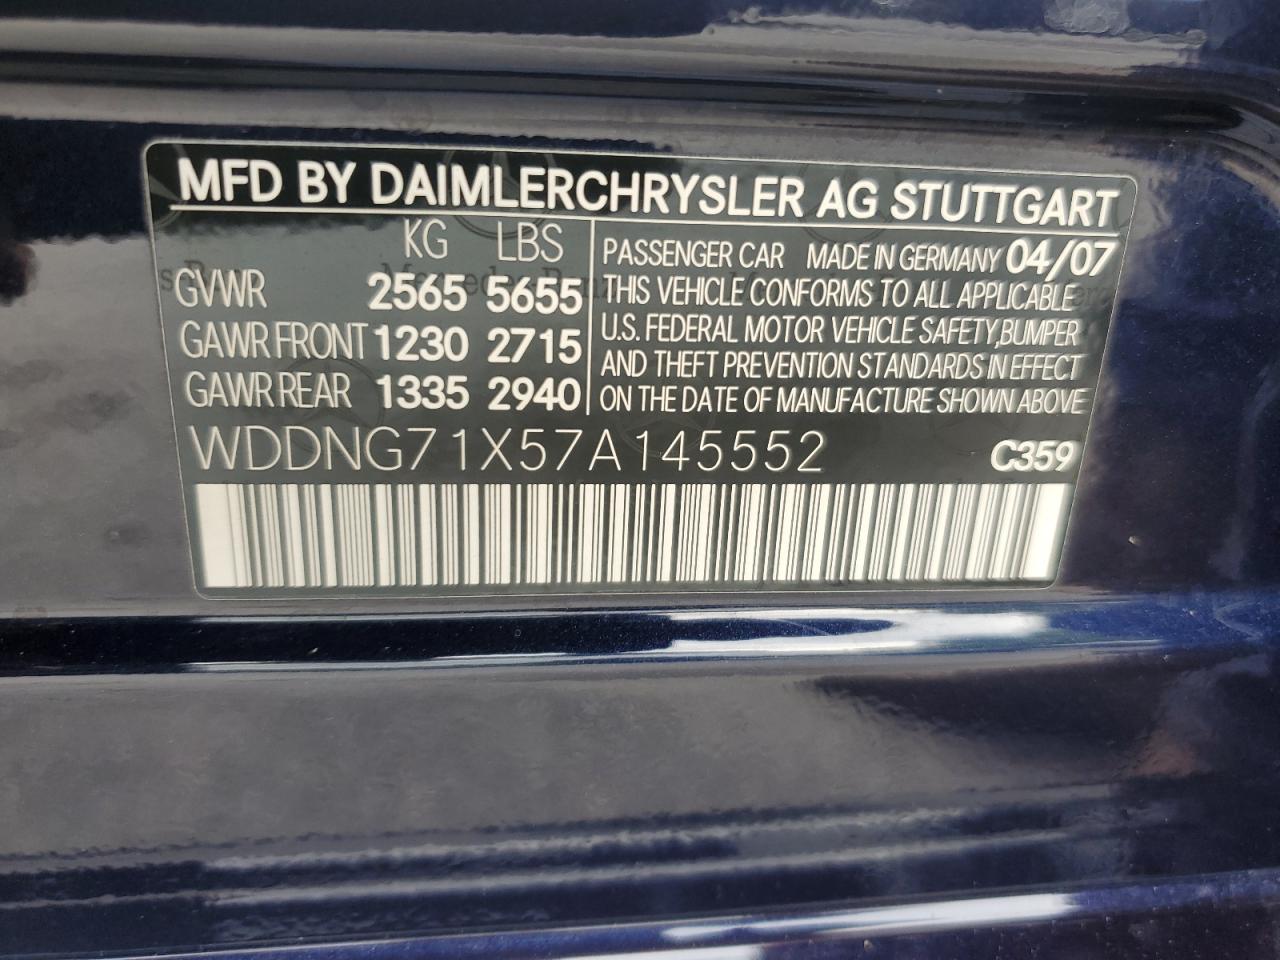 MFD BY DAIMLERCHRYSLER AG STUTTGART
KG LBS
GVWR 2565 5655
GAWR FRONT 1230 2715
GAWR REAR 1335 2940
PASSENGER CAR MADE IN GERMANY 04/07
THIS VEHICLE CONFORMS TO ALL APPLICABLE
U.S. FEDERAL MOTOR VEHICLE SAFETY, BUMPER
AND THEFT PREVENTION STANDARDS IN EFFECT
ON THE DATE OF MANUFACTURE SHOWN ABOVE
WDDNG71X57A145552 C359